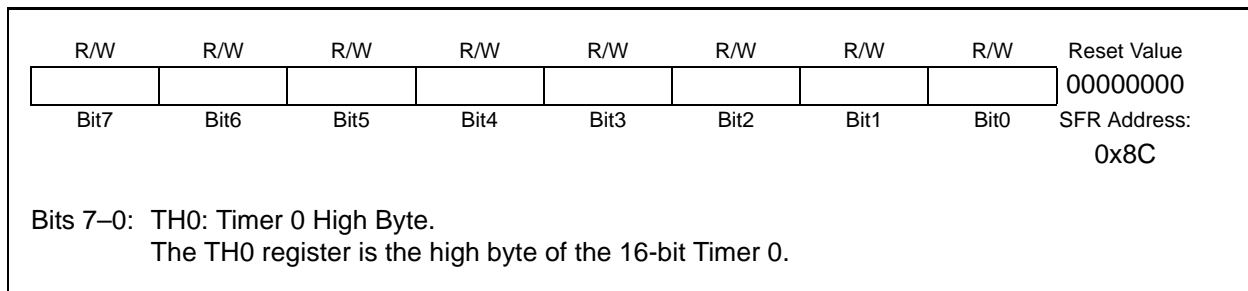 R/W R/W R/W R/W R/W R/W R/W R/W Reset Value
00000000
Bit7 Bit6 Bit5 Bit4 Bit3 Bit2 Bit1 Bit0 SFR Address:
0x8C
Bits 7–0: TH0: Timer 0 High Byte.
The TH0 register is the high byte of the 16-bit Timer 0.